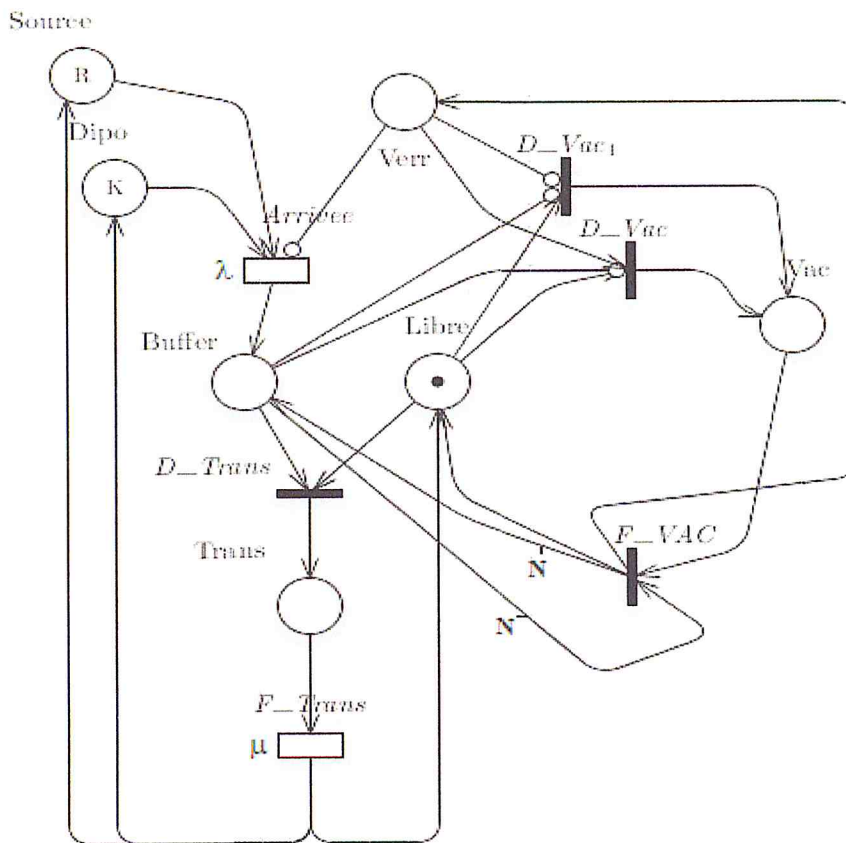 Source
R
Dipo
Verr
D_Vac1
K
Arrivee
D_Vac
λ
Vac
Buffer
Libre
D_Trans
F_VAC
Trans
N
N
F_Trans
μ